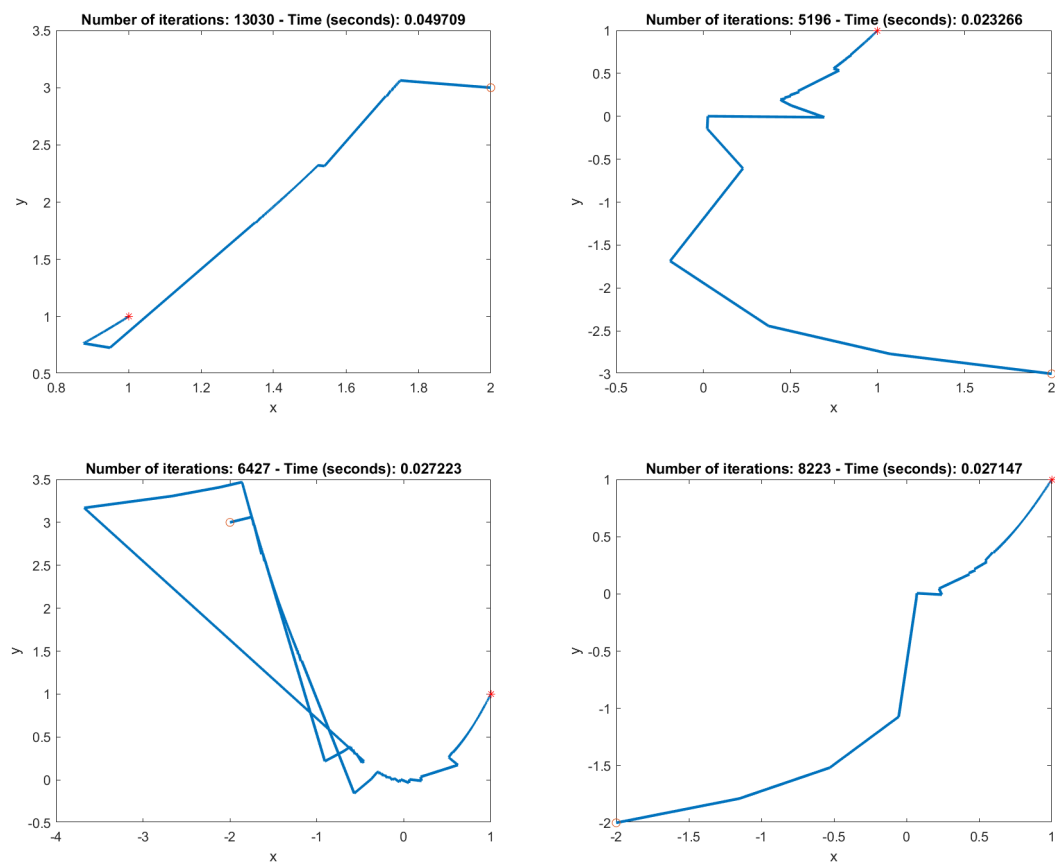 Number of iterations: 13030 - Time (seconds): 0.049709
3.5
3
2.5
2
1.5
1
0.5
y
0.8 1 1.2 1.4 1.6 1.8 2
x
Number of iterations: 5196 - Time (seconds): 0.023266
1
0.5
0
-0.5
-1
-1.5
-2
-2.5
-3
y
-0.5 0 0.5 1 1.5 2
x
Number of iterations: 6427 - Time (seconds): 0.027223
3.5
3
2.5
2
1.5
1
0.5
0
-0.5
y
-4 -3 -2 -1 0 1
x
Number of iterations: 8223 - Time (seconds): 0.027147
1
0.5
0
-0.5
-1
-1.5
-2
y
-2 -1.5 -1 -0.5 0 0.5 1
x